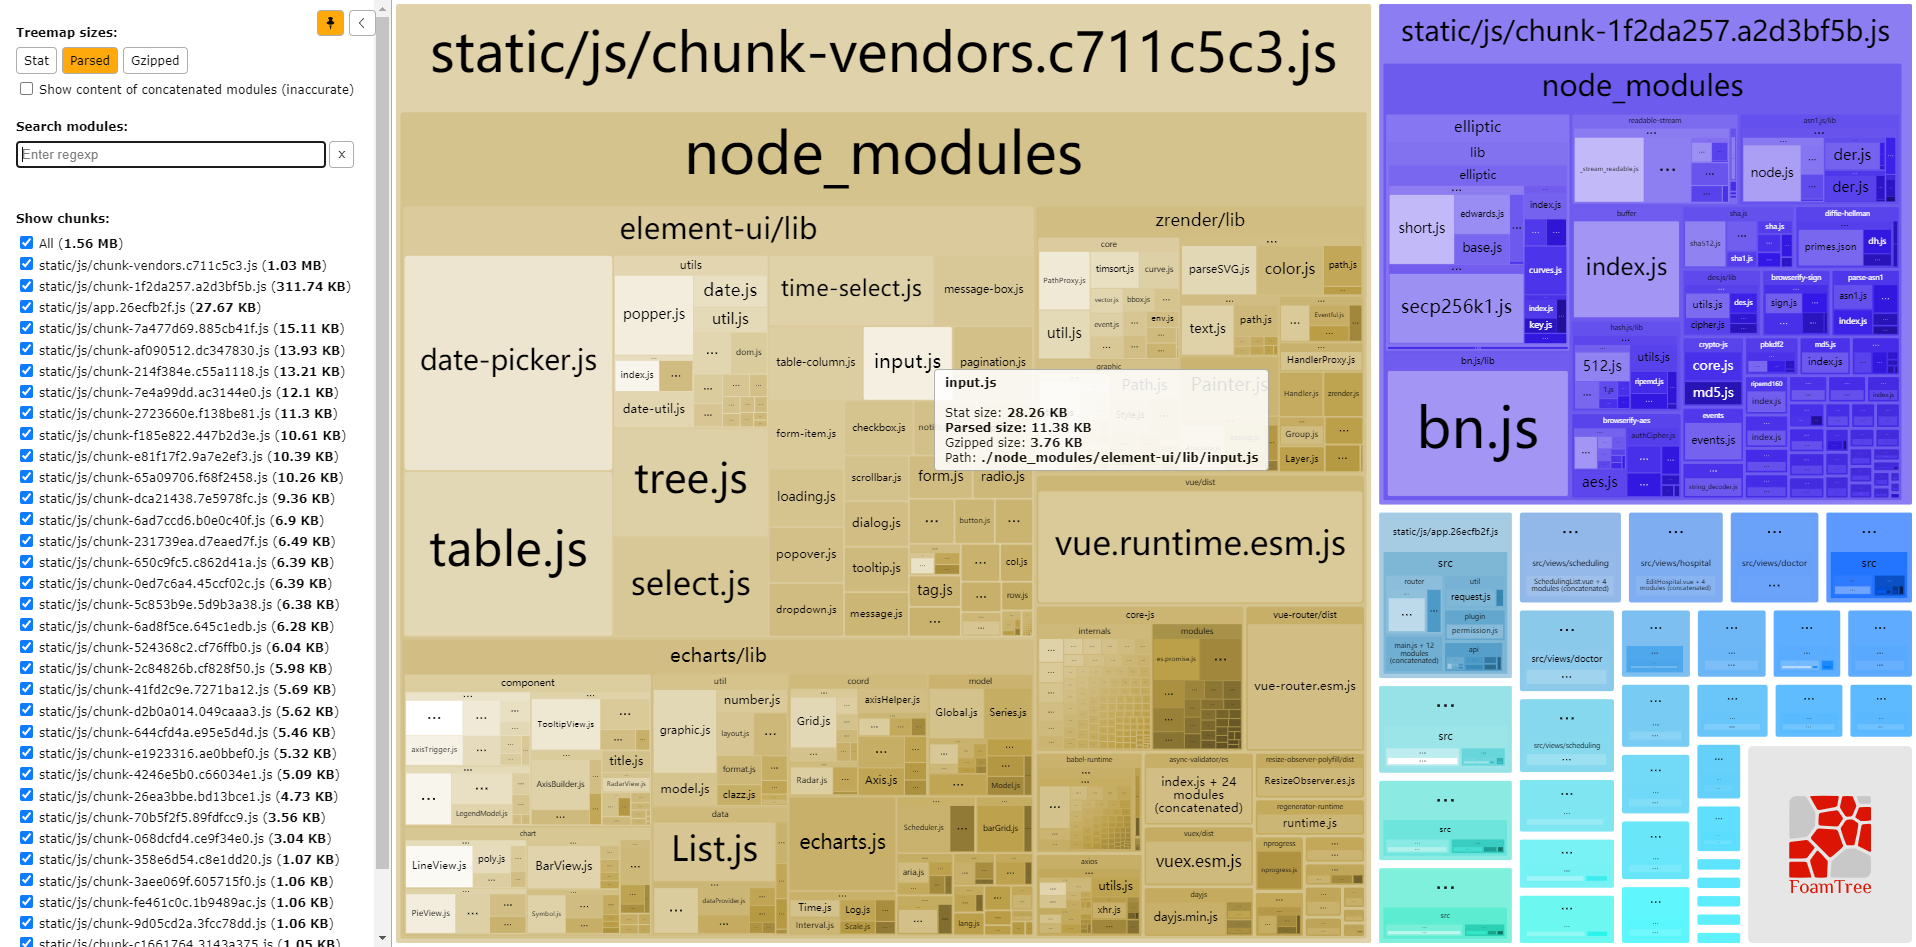 Treemap sizes:
Stat
Parsed
Gzipped
Show content of concatenated modules (inaccurate)
Search modules:
Enter regexp
x
Show chunks:
All (1.56 MB)
static/js/chunk-vendors.c711c5c3.js (1.03 MB)
static/js/chunk-1f2da257.a2d3bf5b.js (311.74 KB)
static/js/app.26ecfb2f.js (27.67 KB)
static/js/chunk-7a477d69.885cb41f.js (15.11 KB)
static/js/chunk-af090512.dc347830.js (13.93 KB)
static/js/chunk-214f384e.c55a1118.js (13.21 KB)
static/js/chunk-7e4a99dd.ac3144e0.js (12.1 KB)
static/js/chunk-2723660e.f138be81.js (11.3 KB)
static/js/chunk-f185e822.447b2d3e.js (10.61 KB)
static/js/chunk-e81f17f2.9a7e2ef3.js (10.39 KB)
static/js/chunk-65a09706.f68f2458.js (10.26 KB)
static/js/chunk-dca21438.7e5978fc.js (9.36 KB)
static/js/chunk-6ad7ccd6.b0e0c40f.js (6.9 KB)
static/js/chunk-231739ea.d7eaed7f.js (6.49 KB)
static/js/chunk-650c9fc5.c862d41a.js (6.39 KB)
static/js/chunk-0ed7c6a4.45ccf02c.js (6.39 KB)
static/js/chunk-5c853b9e.5d9b3a38.js (6.38 KB)
static/js/chunk-6ad8f5ce.645c1edb.js (6.28 KB)
static/js/chunk-524368c2.cf76ffb0.js (6.04 KB)
static/js/chunk-2c84826b.cf828f50.js (5.98 KB)
static/js/chunk-41fd2c9e.7271ba12.js (5.69 KB)
static/js/chunk-d2b0a014.049caaa3.js (5.62 KB)
static/js/chunk-644cfd4a.e95e5d4d.js (5.46 KB)
static/js/chunk-e1923316.ae0bbef0.js (5.32 KB)
static/js/chunk-4246e5b0.c66034e1.js (5.09 KB)
static/js/chunk-26ea3bbe.bd13bce1.js (4.73 KB)
static/js/chunk-70b5f2f5.89fdfcc9.js (3.56 KB)
static/js/chunk-068dcfd4.ce9f34e0.js (3.04 KB)
static/js/chunk-358e6d54.c8e1dd20.js (1.07 KB)
static/js/chunk-3aee069f.605715f0.js (1.06 KB)
static/js/chunk-fe461c0c.1b9489ac.js (1.06 KB)
static/js/chunk-9d05cd2a.3fcc78dd.js (1.06 KB)
static/js/chunk-c1661764.3143a375.js (1.05 KB)
static/js/chunk-vendors.c711c5c3.js
node_modules
element-ui/lib
date-picker.js
table.js
utils
popper.js
date.js
util.js
index.js
dom.js
date-util.js
tree.js
select.js
time-select.js
message-box.js
table-column.js
input.js
pagination.js
form-item.js
checkbox.js
loading.js
scrollbar.js
form.js
radio.js
dialog.js
button.js
popover.js
tooltip.js
col.js
tag.js
dropdown.js
message.js
row.js
input.js
Stat size: 28.26 KB
Parsed size: 11.38 KB
Gzipped size: 3.76 KB
Path: ./node_modules/element-ui/lib/input.js
zrender/lib
core
PathProxy.js
timsort.js
curve.js
vector.js
bbox.js
util.js
event.js
env.js
parseSVG.js
color.js
path.js
text.js
path.js
Eventful.js
HandlerProxy.js
graphic
Path.js
Painter.js
Style.js
Handler.js
zrender.js
Group.js
Layer.js
vue/dist
vue.runtime.esm.js
core-js
internals
modules
es.promise.js
vue-router/dist
vue-router.esm.js
echarts/lib
component
TooltipView.js
axisTrigger.js
title.js
AxisBuilder.js
RadarView.js
LegendModel.js
util
number.js
graphic.js
layout.js
format.js
model.js
clazz.js
coord
axisHelper.js
Grid.js
Radar.js
Axis.js
model
Global.js
Series.js
Model.js
chart
LineView.js
poly.js
BarView.js
PieView.js
Symbol.js
data
List.js
dataProvider.js
echarts.js
Scheduler.js
barGrid.js
aria.js
Time.js
Log.js
Interval.js
Scale.js
lang.js
babel-runtime
async-validator/es
index.js + 24
modules
(concatenated)
resize-observer-polyfill/dist
ResizeObserver.es.js
regenerator-runtime
runtime.js
axios
utils.js
xhr.js
vuex/dist
vuex.esm.js
nprogress
nprogress.js
dayjs
dayjs.min.js
static/js/chunk-1f2da257.a2d3bf5b.js
node_modules
elliptic
lib
elliptic
short.js
edwards.js
base.js
index.js
curves.js
secp256k1.js
index.js
key.js
bn.js/lib
bn.js
readable-stream
_stream_readable.js
asn1.js/lib
node.js
der.js
der.js
buffer
index.js
sha.js
sha512.js
sha.js
sha1.js
diffie-hellman
primes.json
dh.js
des.js/lib
utils.js
des.js
cipher.js
browserify-sign
sign.js
parse-asn1
asn1.js
index.js
hash.js/lib
512.js
utils.js
1.js
ripemd.js
crypto-js
core.js
md5.js
pbkdf2
md5.js
index.js
ripemd160
index.js
index.js
browserify-aes
authCipher.js
aes.js
events
events.js
index.js
string_decoder.js
static/js/app.26ecfb2f.js
src
router
util
request.js
plugin
permission.js
main.js + 12
modules
(concatenated)
api
src/views/scheduling
SchedulingList.vue + 4
modules (concatenated)
src/views/hospital
EditHospital.vue + 4
modules (concatenated)
src/views/doctor
src
src/views/doctor
src
src/views/scheduling
src
src
FoamTree